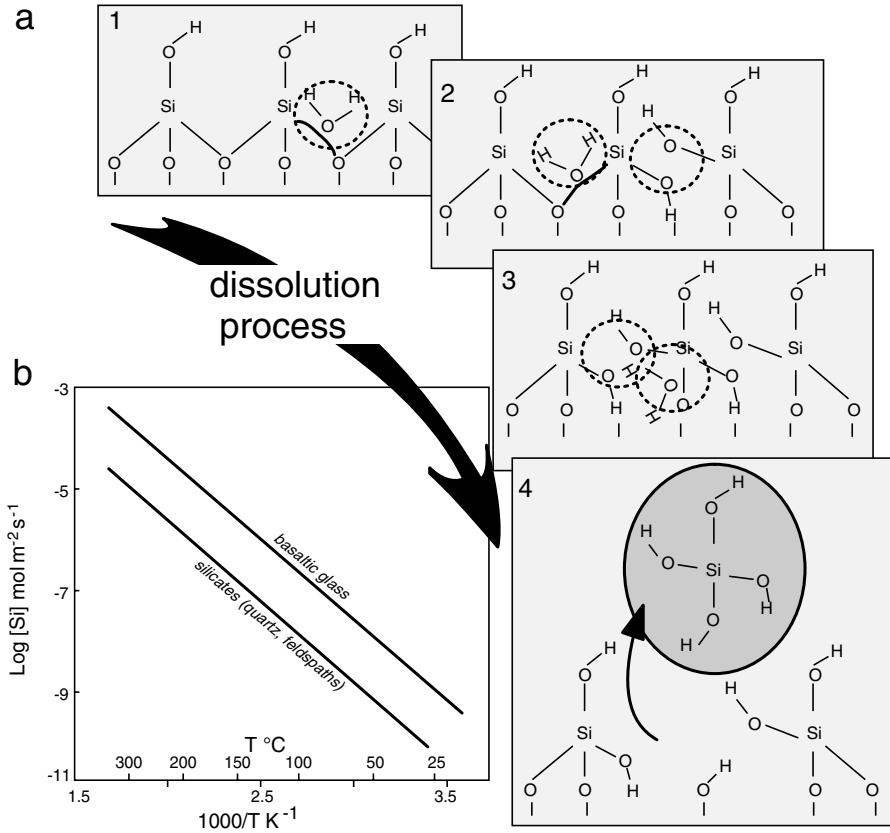 a
1
H H H
O O O
H H
Si Si Si
O
O O O O O O
2
H H H
O O O
H
H O
H
Si Si Si
O O
H
O O O O O O
dissolution
process
3
H H H
O O O
H H
O O
Si Si Si
O O
H O
H O
H H
O O O O
4
H
O
H
O
Si O
H
O
H
H H
O O
H
O
Si Si
O H
H O
O O O O O
b
-3
-5
-7
-9
-11
Log [Si] mol m-2 s-1
basaltic glass
silicates (quartz, feldspaths)
T °C
300 200 150 100 50 25
1.5 2.5 3.5
1000/T K-1